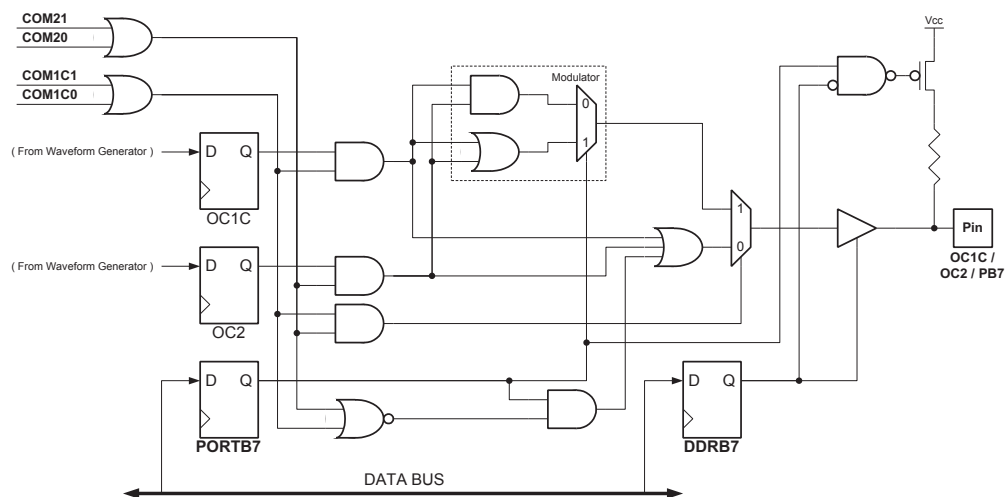 COM21
COM20
Vcc
COM1C1
COM1C0
Modulator
0
1
( From Waveform Generator )
D Q
OC1C
1
0
Pin
OC1C /
OC2 / PB7
( From Waveform Generator )
D Q
OC2
D Q
PORTB7
D Q
DDRB7
DATA BUS